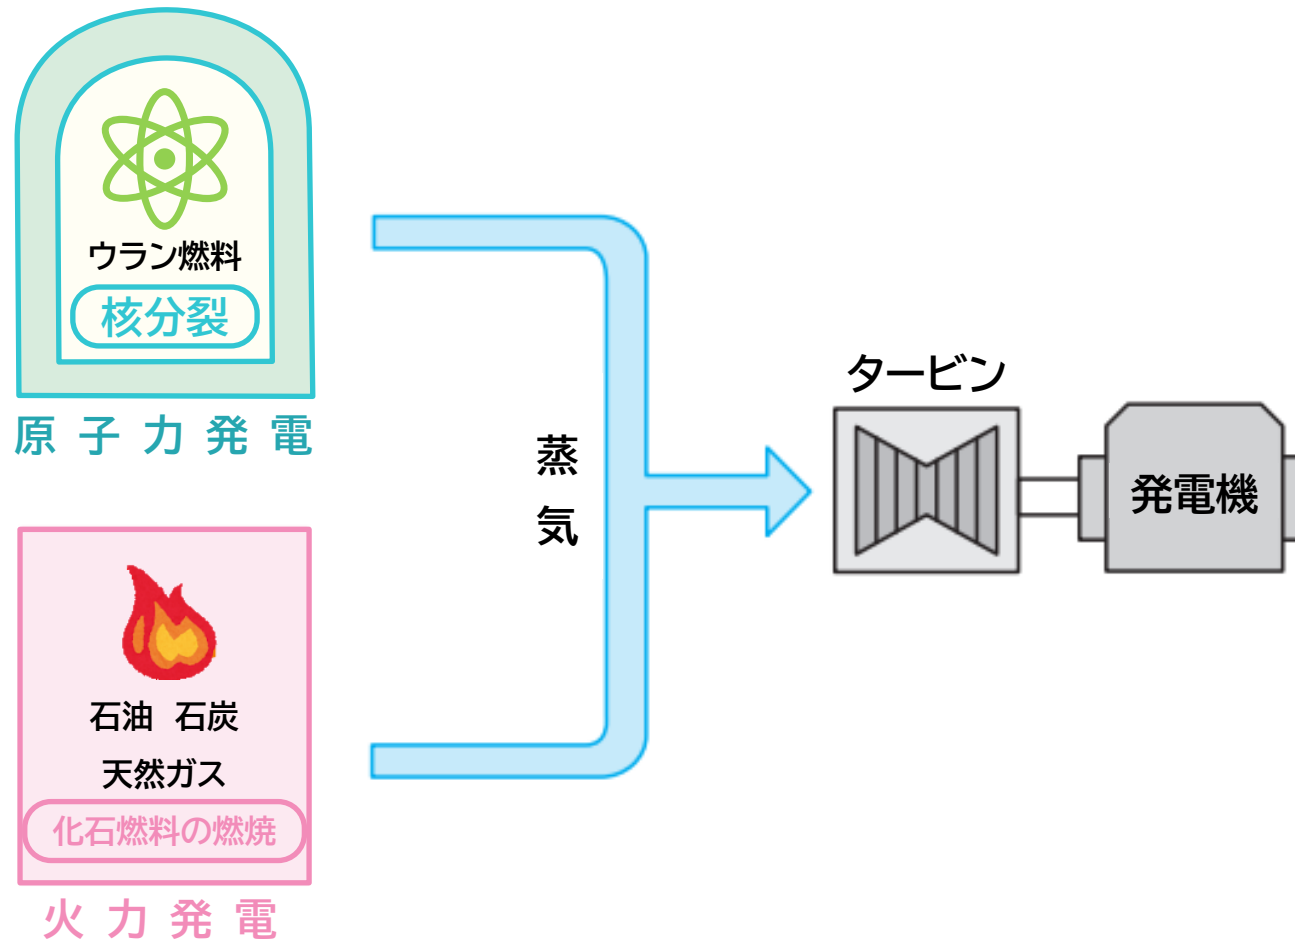 ウラン燃料
核分裂
原子力発電
石油 石炭
天然ガス
化石燃料の燃焼
火力発電
蒸気
タービン
発電機